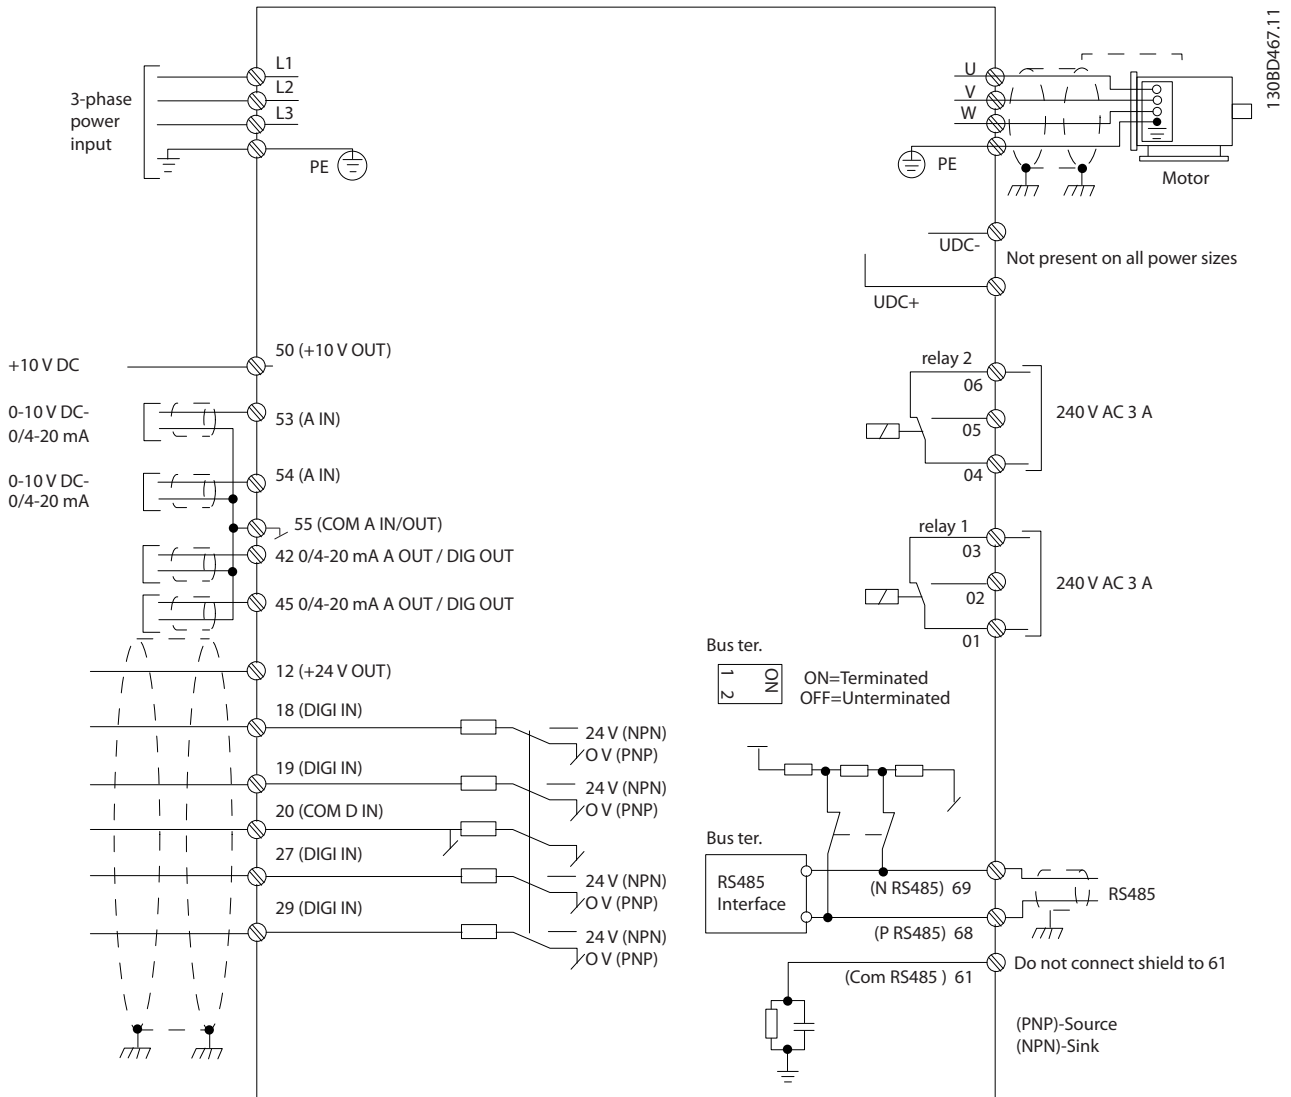 130BD467.11
L1
L2
L3
3-phase
power
input
PE
U
V
W
PE
Motor
UDC-
Not present on all power sizes
UDC+
+10 V DC
50 (+10 V OUT)
0-10 V DC-
0/4-20 mA
53 (A IN)
0-10 V DC-
0/4-20 mA
54 (A IN)
55 (COM A IN/OUT)
42 0/4-20 mA A OUT / DIG OUT
45 0/4-20 mA A OUT / DIG OUT
12 (+24 V OUT)
18 (DIGI IN)
24 V (NPN)
O V (PNP)
19 (DIGI IN)
24 V (NPN)
O V (PNP)
20 (COM D IN)
27 (DIGI IN)
24 V (NPN)
O V (PNP)
29 (DIGI IN)
24 V (NPN)
O V (PNP)
relay 2
06
05
04
240 V AC 3 A
relay 1
03
02
01
240 V AC 3 A
Bus ter.
1
2
ON
ON=Terminated
OFF=Unterminated
Bus ter.
RS485
Interface
(N RS485) 69
RS485
(P RS485) 68
(Com RS485 ) 61
Do not connect shield to 61
(PNP)-Source
(NPN)-Sink